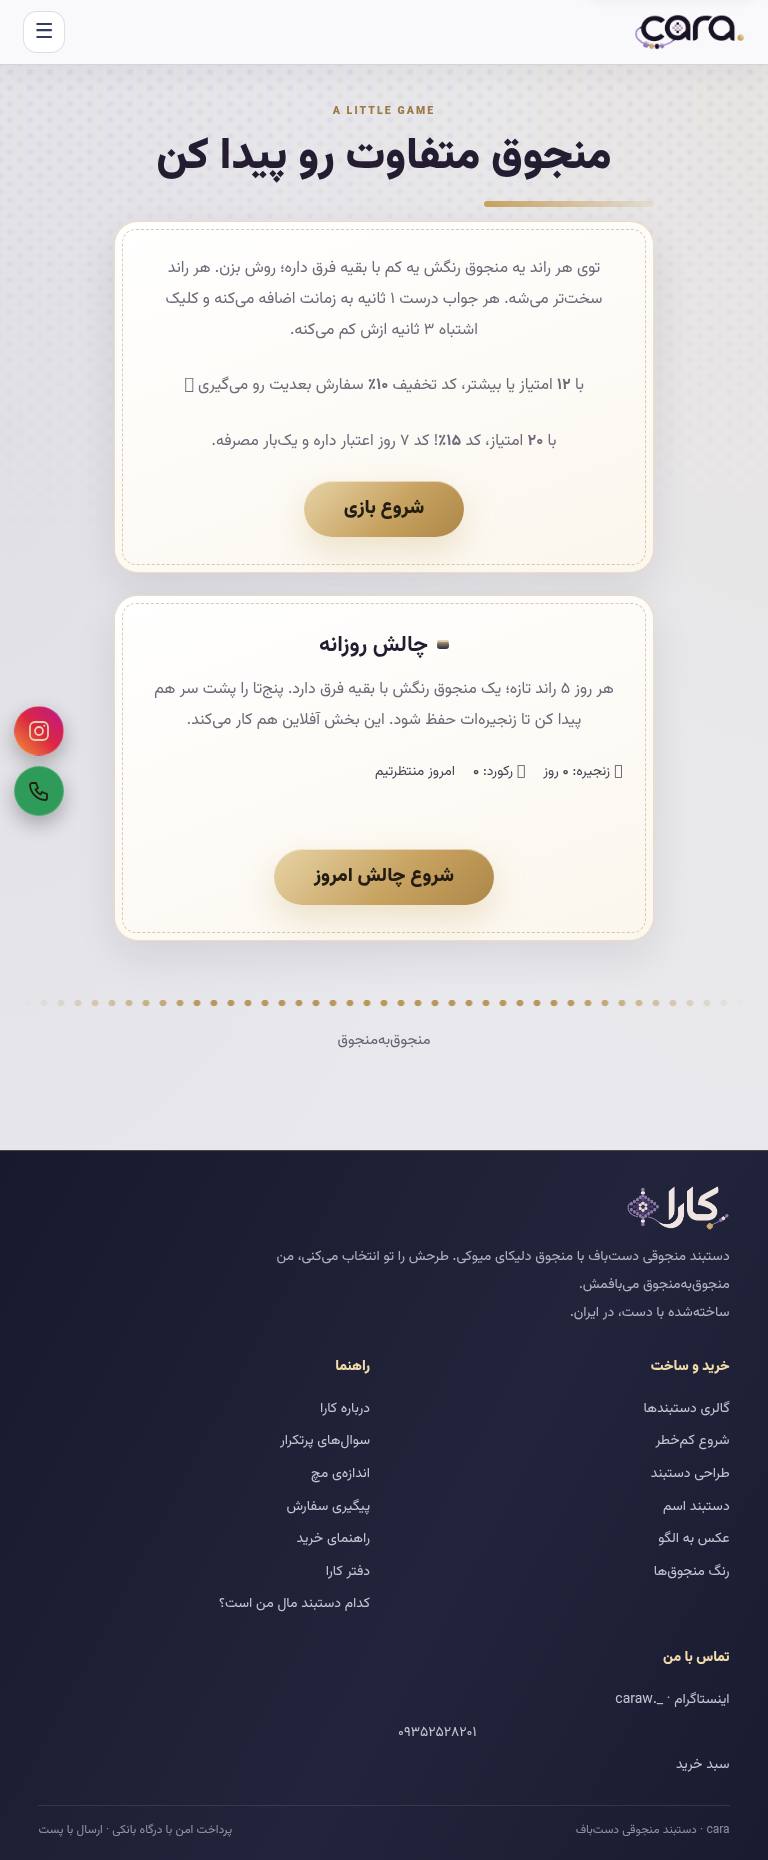 cara.
☰
A LITTLE GAME
منجوق متفاوت رو پیدا کن
توی هر راند یه منجوق رنگش یه کم با بقیه فرق داره؛ روش بزن. هر راند
سخت‌تر می‌شه. هر جواب درست ۱ ثانیه به زمانت اضافه می‌کنه و کلیک
اشتباه ۳ ثانیه ازش کم می‌کنه.
با ۱۲ امتیاز یا بیشتر، کد تخفیف ۱۰٪ سفارش بعدیت رو می‌گیری
با ۲۰ امتیاز، کد ۱۵٪! کد ۷ روز اعتبار داره و یک‌بار مصرفه.
شروع بازی
چالش روزانه
هر روز ۵ راند تازه؛ یک منجوق رنگش با بقیه فرق دارد. پنج‌تا را پشت سر هم
پیدا کن تا زنجیره‌ات حفظ شود. این بخش آفلاین هم کار می‌کند.
زنجیره: ۰ روز رکورد: ۰ امروز منتظرتیم
شروع چالش امروز
منجوق‌به‌منجوق
کارا
دستبند منجوقی دست‌باف با منجوق دلیکای میوکی. طرحش را تو انتخاب می‌کنی، من
منجوق‌به‌منجوق می‌بافمش.
ساخته‌شده با دست، در ایران.
خرید و ساخت
گالری دستبندها
شروع کم‌خطر
طراحی دستبند
دستبند اسم
عکس به الگو
رنگ منجوق‌ها
راهنما
درباره کارا
سوال‌های پرتکرار
اندازه‌ی مچ
پیگیری سفارش
راهنمای خرید
دفتر کارا
کدام دستبند مال من است؟
تماس با من
اینستاگرام · caraw._
۰۹۳۵۲۵۲۸۲۰۱
سبد خرید
cara · دستبند منجوقی دست‌باف
پرداخت امن با درگاه بانکی · ارسال با پست